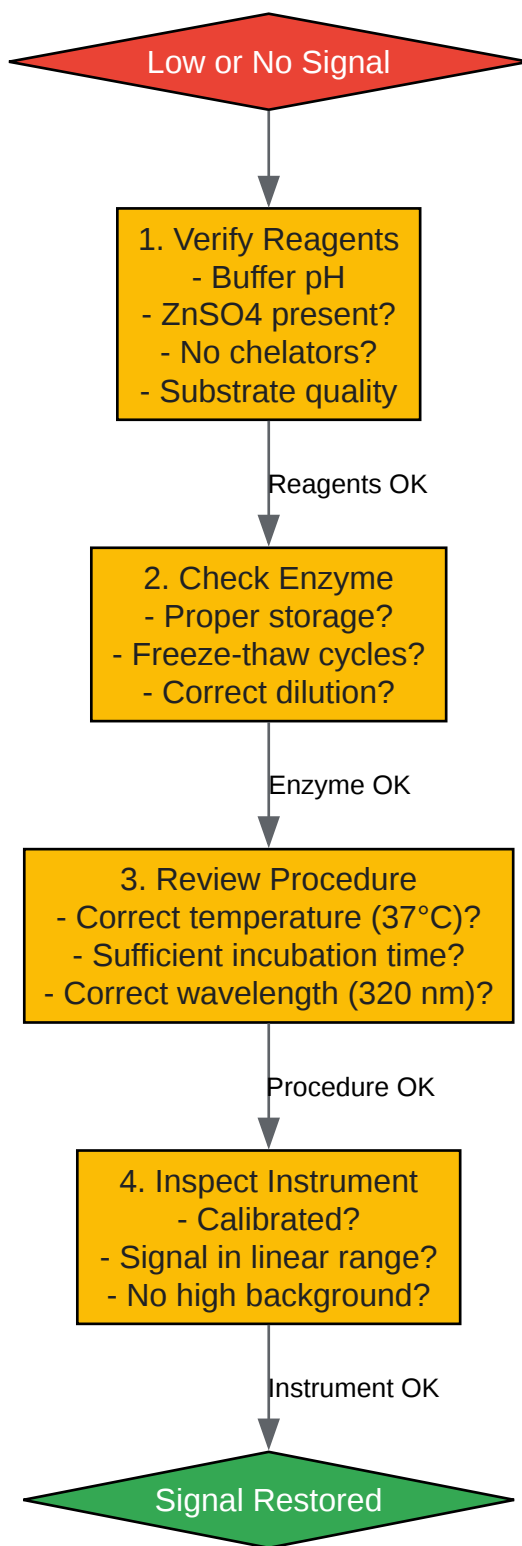 Low or No Signal
1. Verify Reagents
- Buffer pH
- ZnSO4 present?
- No chelators?
- Substrate quality
Reagents OK
2. Check Enzyme
- Proper storage?
- Freeze-thaw cycles?
- Correct dilution?
Enzyme OK
3. Review Procedure
- Correct temperature (37°C)?
- Sufficient incubation time?
- Correct wavelength (320 nm)?
Procedure OK
4. Inspect Instrument
- Calibrated?
- Signal in linear range?
- No high background?
Instrument OK
Signal Restored